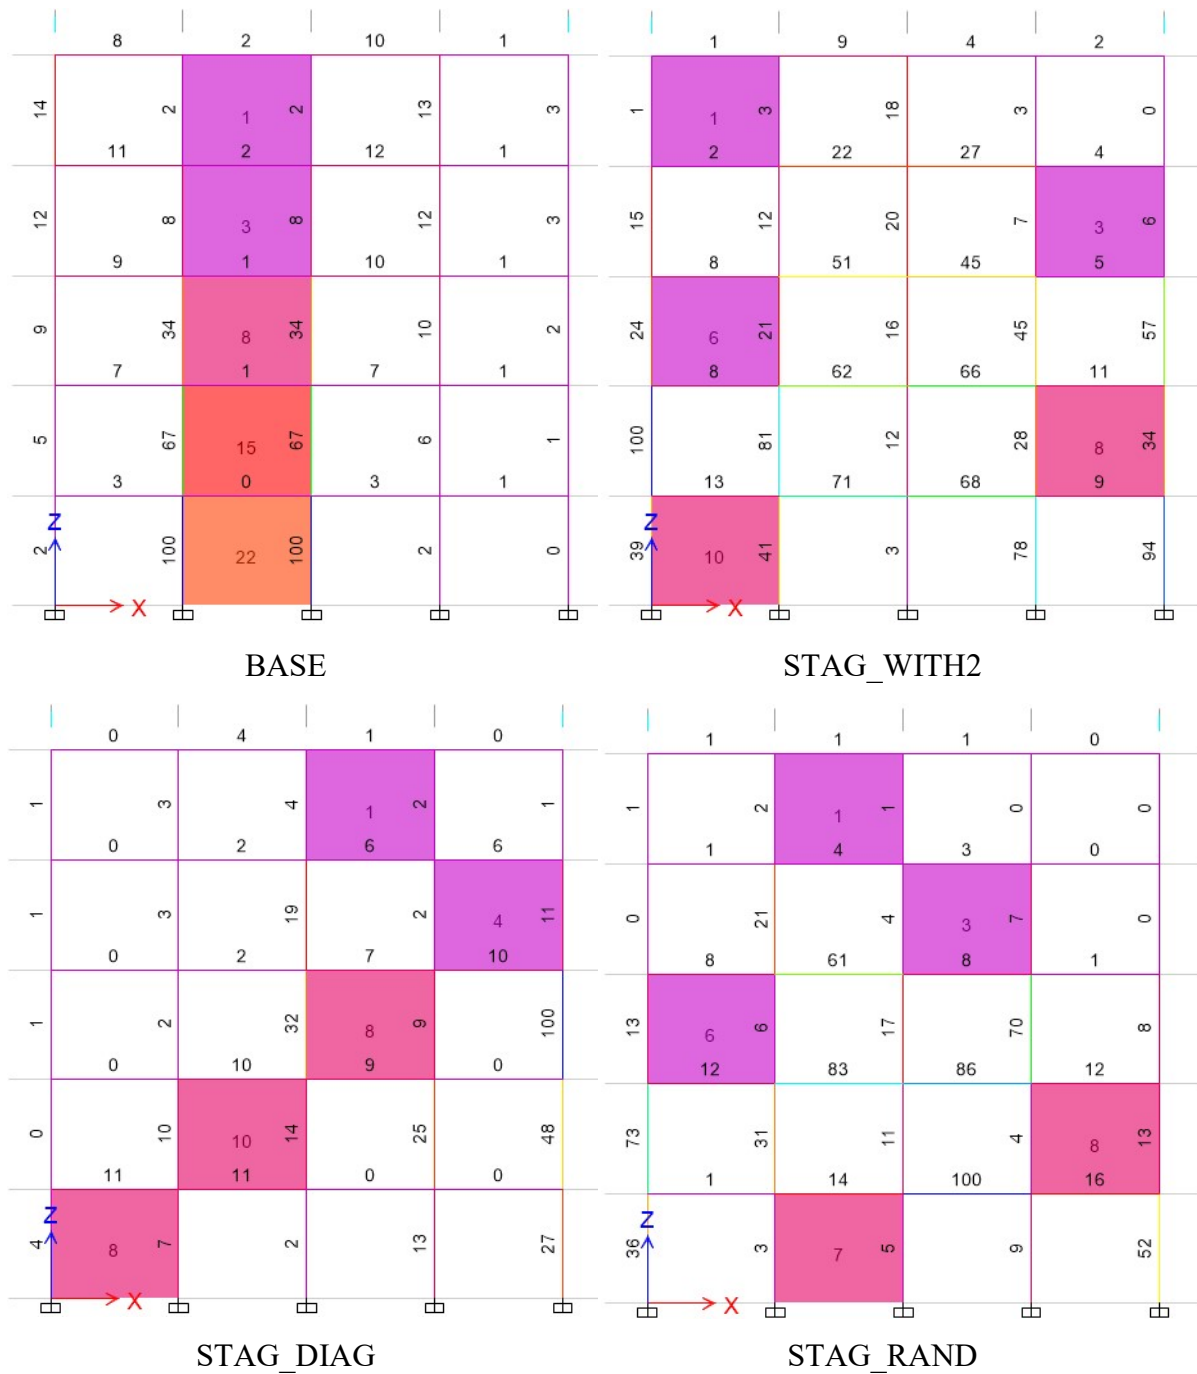 8 2 10 1
14 2 1 2 13 3
11 2 12 1
12 8 3 8 12 3
9 1 10 1
9 34 8 34 10 2
7 1 7 1
5 67 15 67 6 1
3 0 3 1
Z
2 100 22 100 2 0
X
BASE
1 9 4 2
1 1 3 18 3 0
2 22 27 4
15 12 20 7 3 6
8 51 45 5
24 6 21 16 45 57
8 62 66 11
100 81 12 28 8 34
13 71 68 9
Z
39 10 41 3 78 94
X
STAG_WITH2
0 4 1 0
1 3 4 1 2 1
0 2 6 6
1 3 19 2 4 11
0 2 7 10
1 2 32 8 9 100
0 10 9 0
0 10 10 14 25 48
11 11 0 0
Z
4 8 7 2 13 27
X
STAG_DIAG
1 1 1 0
1 2 1 1 0 0
1 4 3 0
0 21 4 3 7 0
8 61 8 1
13 6 6 17 70 8
12 83 86 12
73 31 11 4 8 13
1 14 100 16
Z
36 3 7 5 9 52
X
STAG_RAND